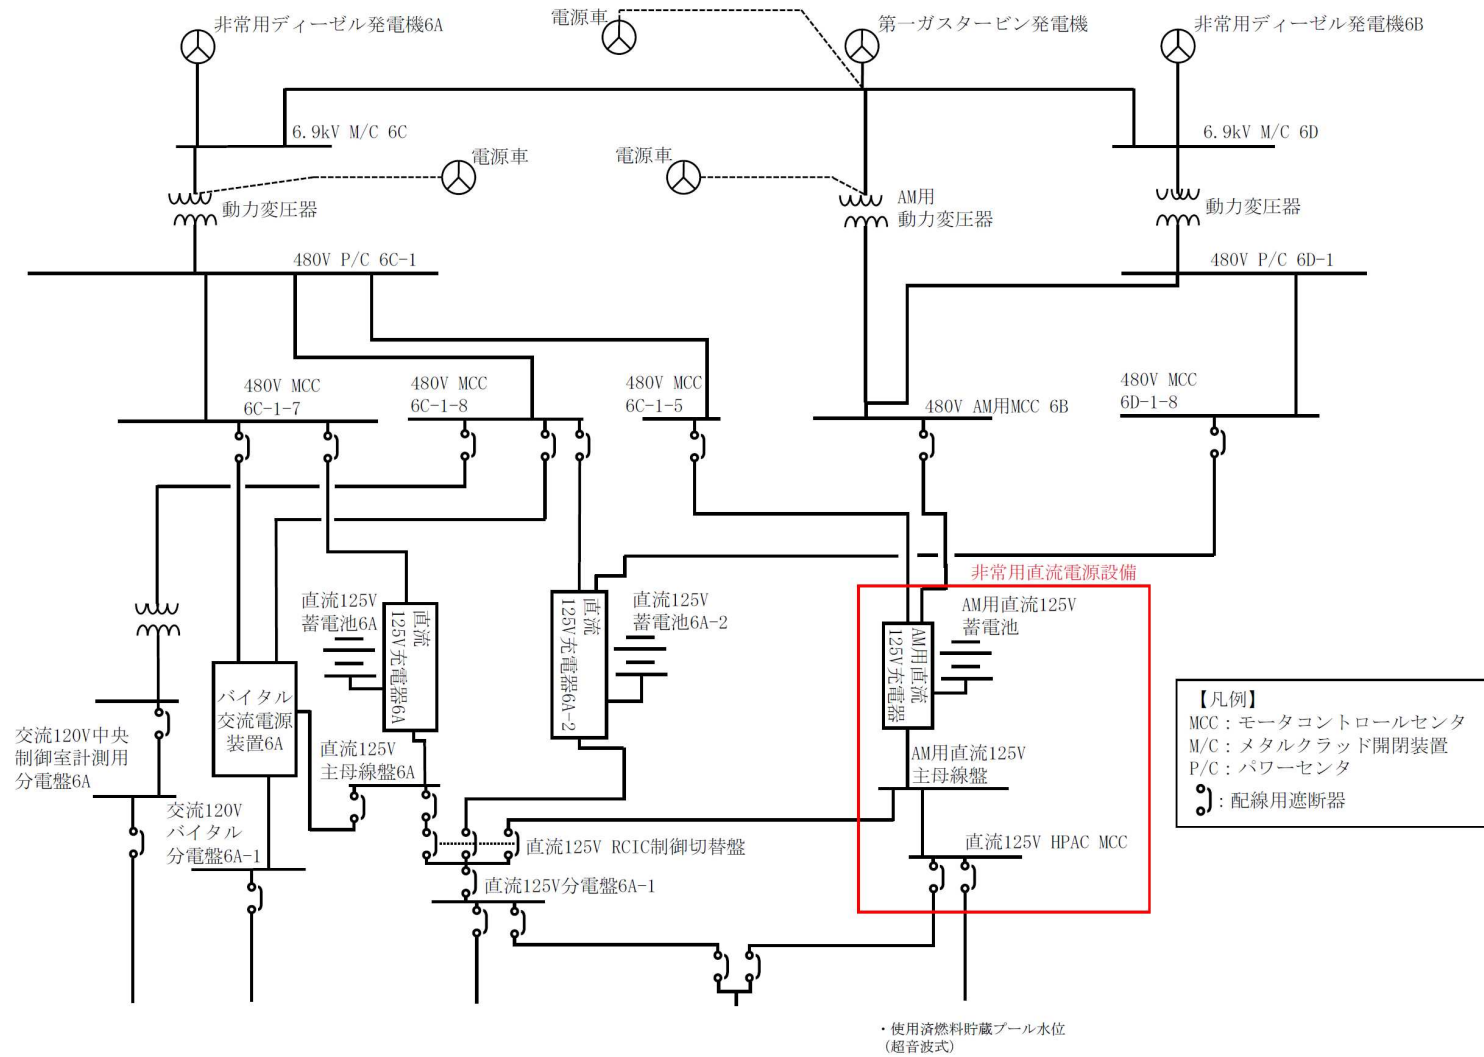 非常用ディーゼル発電機6A
電源車
第一ガスタービン発電機
非常用ディーゼル発電機6B
6.9kV M/C 6C
6.9kV M/C 6D
電源車
電源車
動力変圧器
AM用
動力変圧器
動力変圧器
480V P/C 6C-1
480V P/C 6D-1
480V MCC
6C-1-7
480V MCC
6C-1-8
480V MCC
6C-1-5
480V AM用MCC 6B
480V MCC
6D-1-8
非常用直流電源設備
直流125V
蓄電池6A
直流
125V充電器6A
直流
125V充電器6A-2
直流125V
蓄電池6A-2
AM用直流
125V充電器
AM用直流125V
蓄電池
バイタル
交流電源
装置6A
交流120V中央
制御室計測用
分電盤6A
直流125V
主母線盤6A
AM用直流125V
主母線盤
交流120V
バイタル
分電盤6A-1
直流125V RCIC制御切替盤
直流125V HPAC MCC
直流125V分電盤6A-1
【凡例】
MCC：モータコントロールセンタ
M/C：メタルクラッド開閉装置
P/C：パワーセンタ
：配線用遮断器
・使用済燃料貯蔵プール水位
(超音波式)